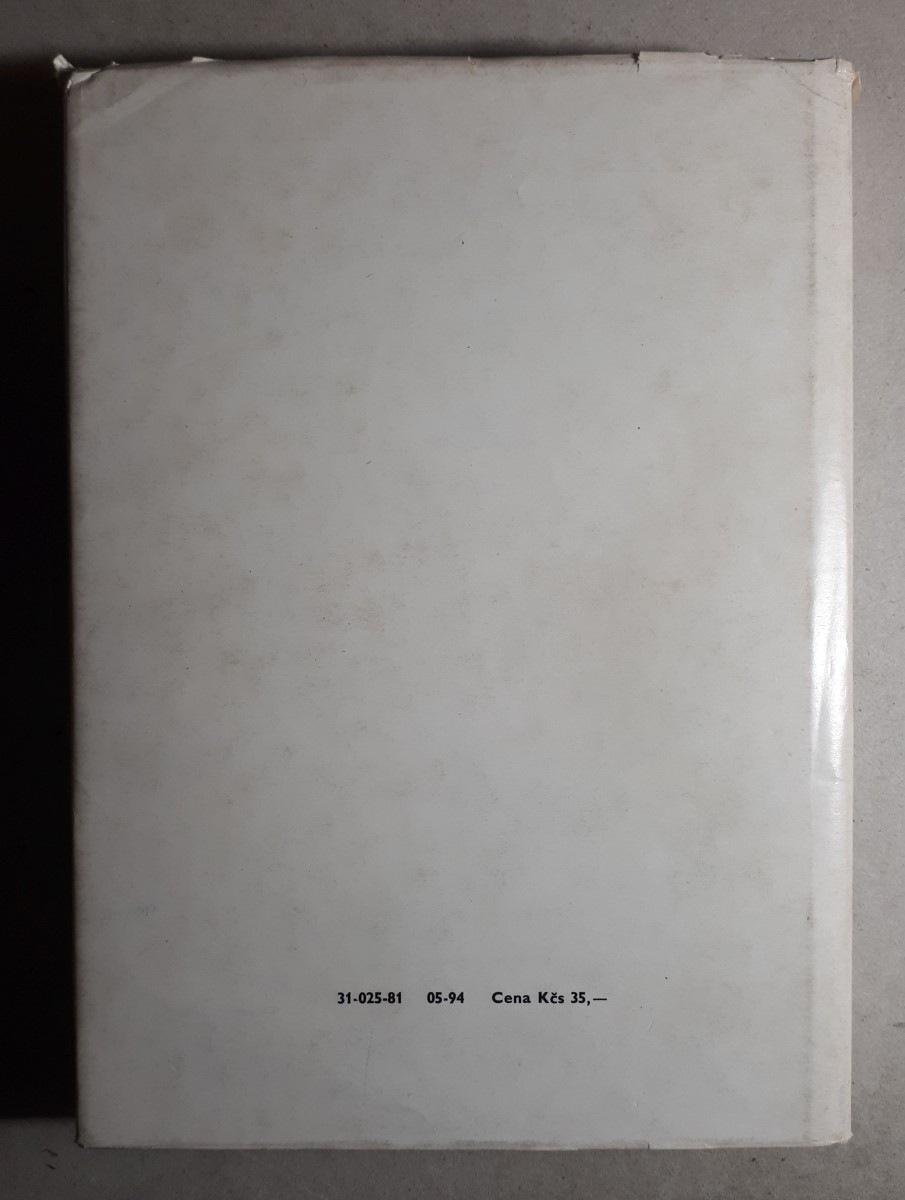 31-025-81 05-94 Cena Kčs 35,—